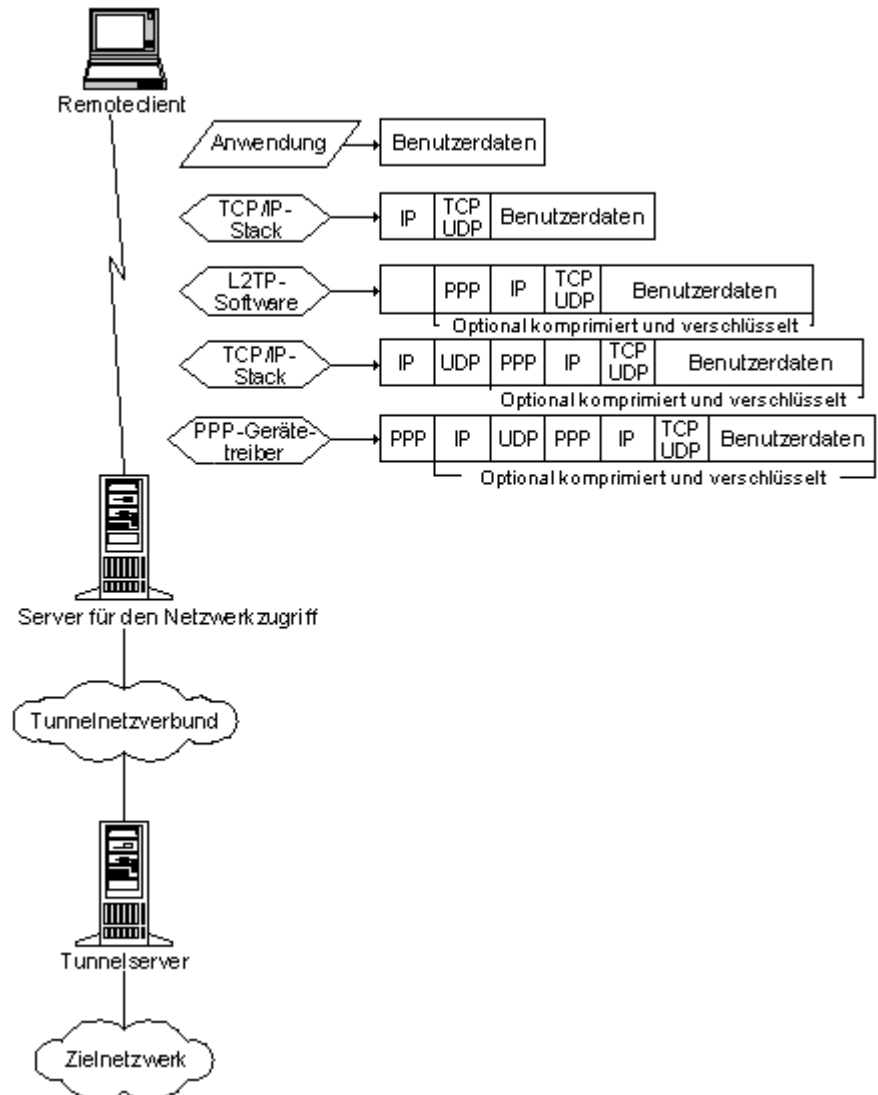 Remoteclient
Anwendung
Benutzerdaten
TCP/IP-
Stack
IP
TCP
UDP
Benutzerdaten
L2TP-
Software
PPP
IP
TCP
UDP
Benutzerdaten
Optional komprimiert und verschlüsselt
TCP/IP-
Stack
IP
UDP
PPP
IP
TCP
UDP
Benutzerdaten
Optional komprimiert und verschlüsselt
PPP-Geräte-
treiber
PPP
IP
UDP
PPP
IP
TCP
UDP
Benutzerdaten
Optional komprimiert und verschlüsselt
Server für den Netzwerkzugriff
Tunnelnetzverbund
Tunnelserver
Zielnetzwerk